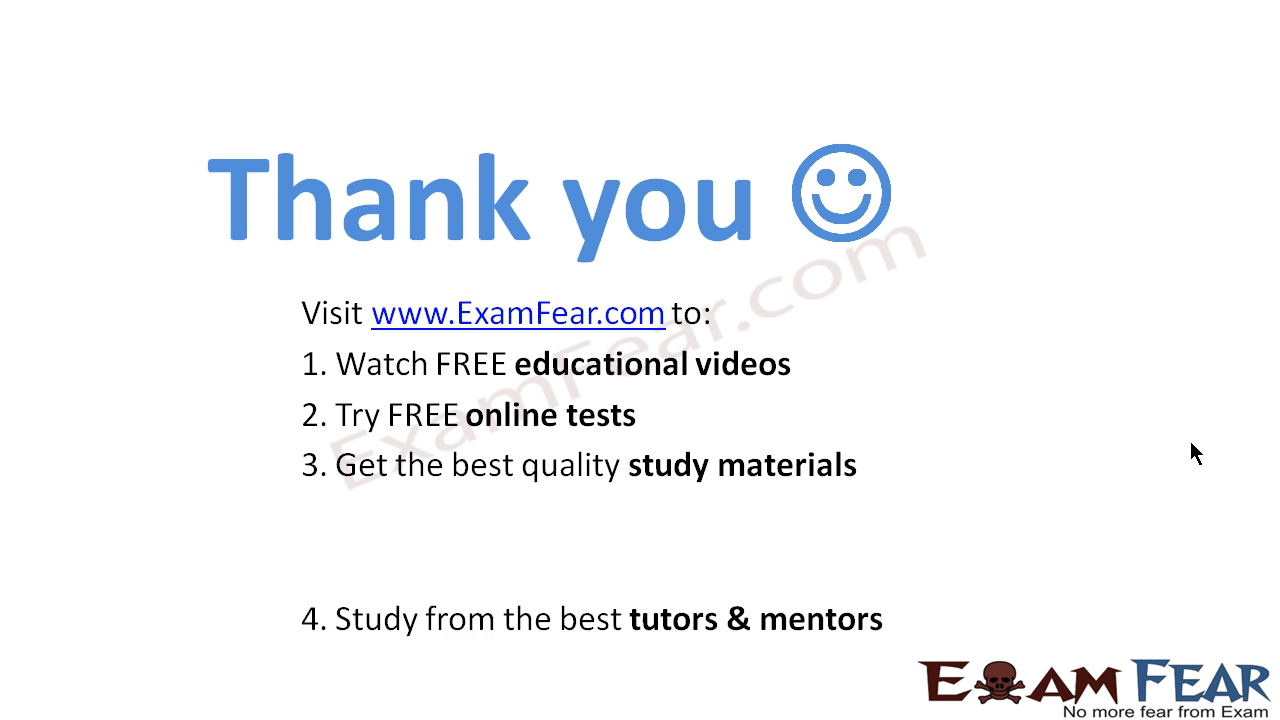 Thank you ☺
Visit www.ExamFear.com to:
1. Watch FREE educational videos
2. Try FREE online tests
3. Get the best quality study materials
4. Study from the best tutors & mentors
ExamFear.com
EXAM FEAR
No more fear from Exam